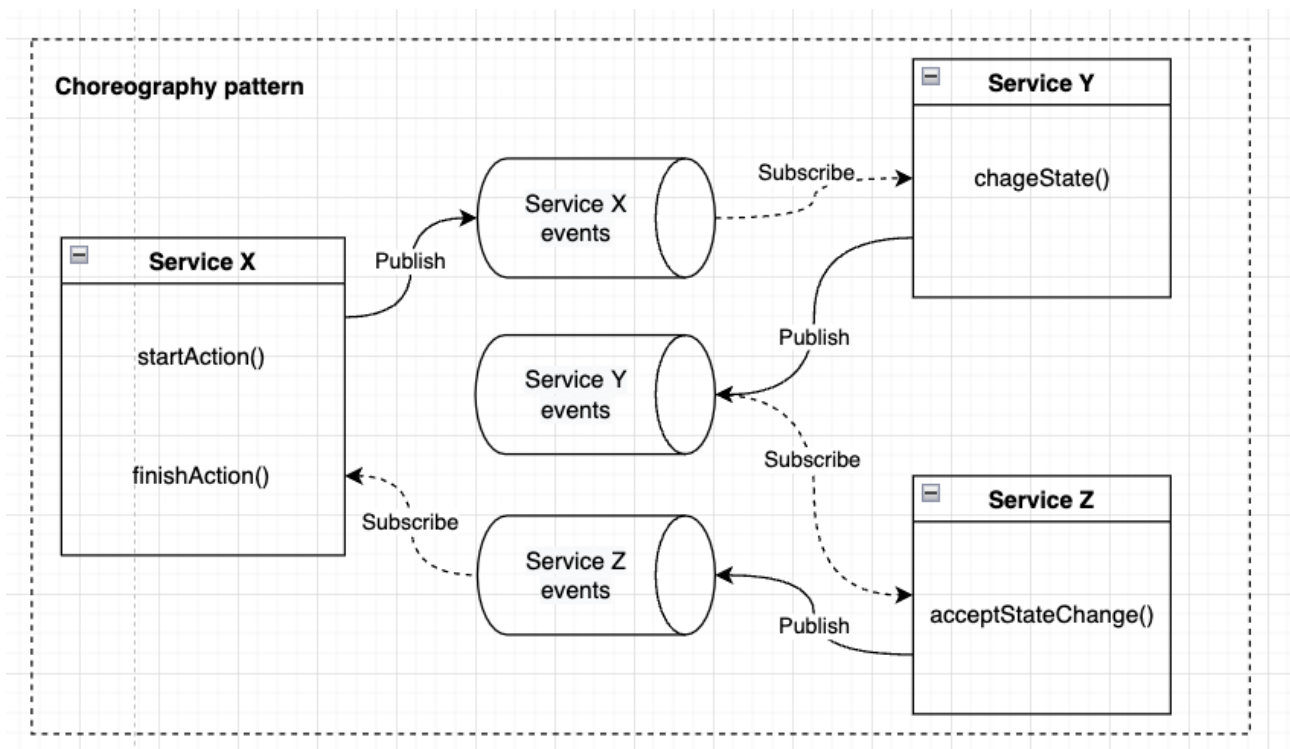 Choreography pattern
Service Y
Subscribe
chageState()
Service X
events
Publish
Service X
startAction()
finishAction()
Publish
Service Y
events
Subscribe
Service Z
acceptStateChange()
Subscribe
Service Z
events
Publish